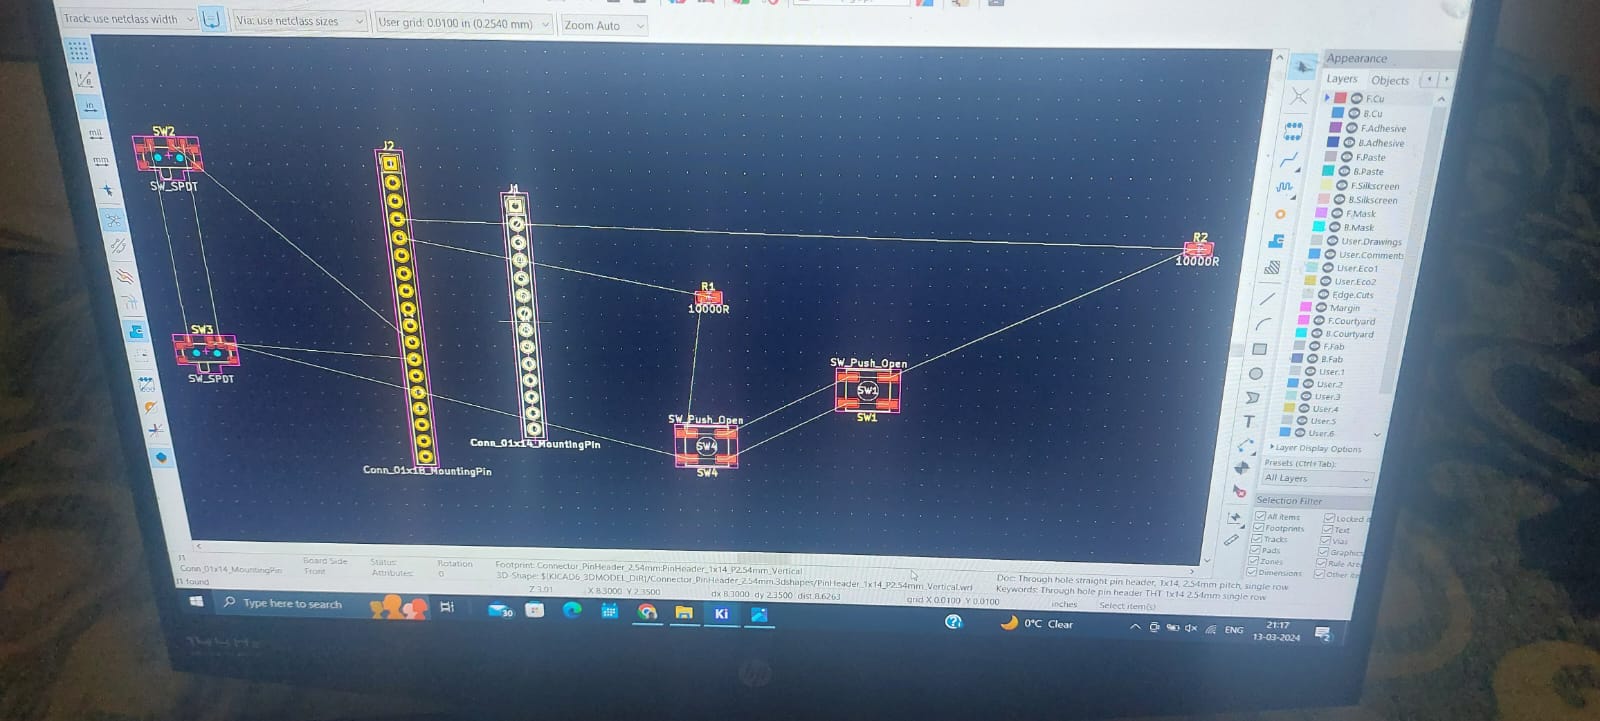 Track: use netclass width
Via: use netclass sizes
User grid: 0.0100 in (0.2540 mm)
Zoom Auto
in
mil
mm
SW2
SW_SPDT
J2
J1
R2
10000R
R1
10000R
SW3
SW_SPDT
SW_Push_Open
SW1
SW1
SW_Push_Open
SW4
SW4
Conn_01x14_MountingPin
Conn_01x18_MountingPin
Appearance
Layers Objects
F.Cu
B.Cu
F.Adhesive
B.Adhesive
F.Paste
B.Paste
F.Silkscreen
B.Silkscreen
F.Mask
B.Mask
User.Drawings
User.Comments
User.Eco1
User.Eco2
Edge.Cuts
Margin
F.Courtyard
B.Courtyard
F.Fab
B.Fab
User.1
User.2
User.3
User.4
User.5
User.6
Layer Display Options
Presets (Ctrl+Tab):
All Layers
Selection Filter
All items Locked
Footprints Text
Tracks Vias
Pads Graphics
Zones Rule
Dimensions Other
J1
Conn_01x14_MountingPin
Board Side
Front
Status:
Attributes:
Rotation
0
Footprint: Connector_PinHeader_2.54mm:PinHeader_1x14_P2.54mm_Vertical
3D-Shape: ${KICAD6_3DMODEL_DIR}/Connector_PinHeader_2.54mm.3dshapes/PinHeader_1x14_P2.54mm_Vertical.wrl
Doc: Through hole straight pin header, 1x14, 2.54mm pitch, single row
Keywords: Through hole pin header THT 1x14 2.54mm single row
found
Z 3.01
X 8.3000 Y 2.3500
dx 8.3000 dy 2.3500 dist 8.6263
grid X 0.0100 Y 0.0100
inches
Select item(s)
Type here to search
30
Ki
0°C Clear
ENG
21:17
13-03-2024
2
hp